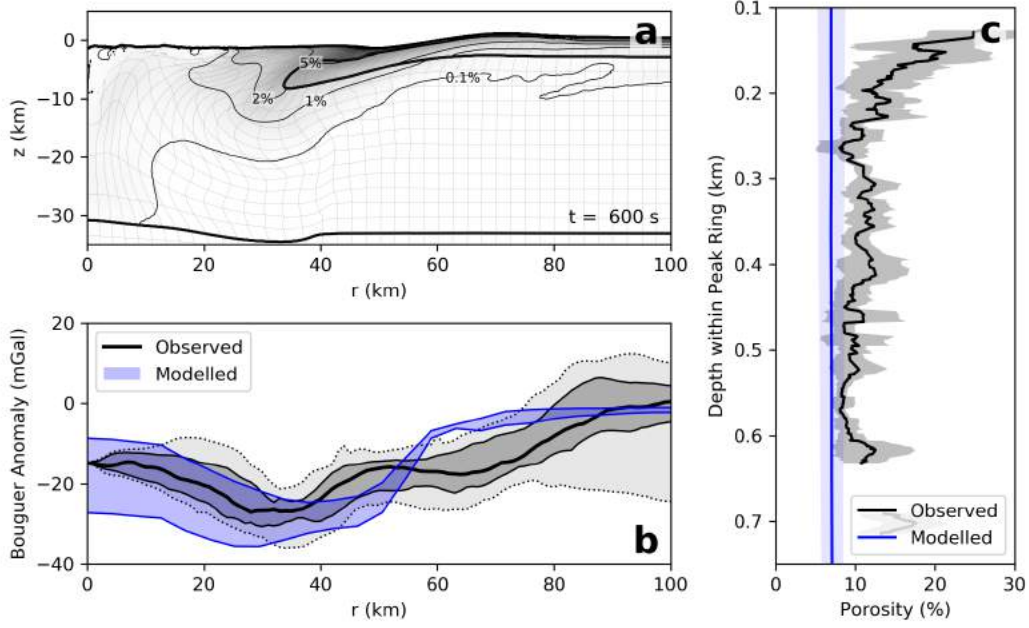 a
z (km)
0
−10
−20
−30
5%
2%
1%
0.1%
t = 600 s
0 20 40 60 80 100
r (km)
b
Bouguer Anomaly (mGal)
20
0
−20
−40
Observed
Modelled
0 20 40 60 80 100
r (km)
c
Depth within Peak Ring (km)
0.1
0.2
0.3
0.4
0.5
0.6
0.7
Observed
Modelled
0 10 20 30
Porosity (%)